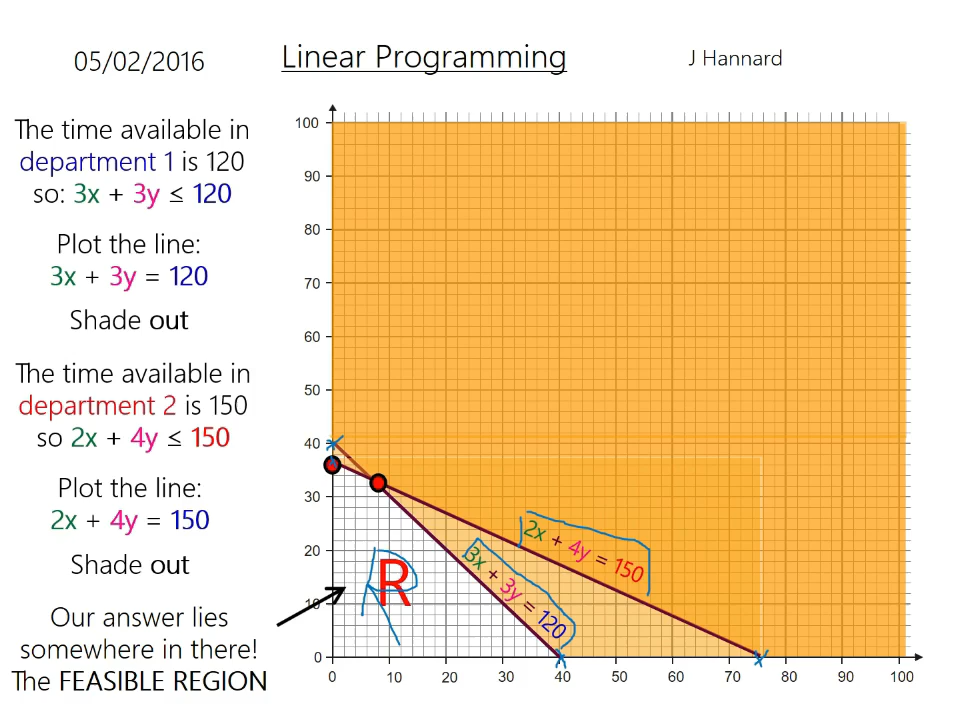 05/02/2016
Linear Programming
J Hannard
The time available in
department 1 is 120
so: 3x + 3y ≤ 120
Plot the line:
3x + 3y = 120
Shade out
The time available in
department 2 is 150
so 2x + 4y ≤ 150
Plot the line:
2x + 4y = 150
Shade out
Our answer lies
somewhere in there!
The FEASIBLE REGION
100
90
80
70
60
50
40
30
20
10
0
2x + 4y = 150
3x + 3y = 120
R
0 10 20 30 40 50 60 70 80 90 100